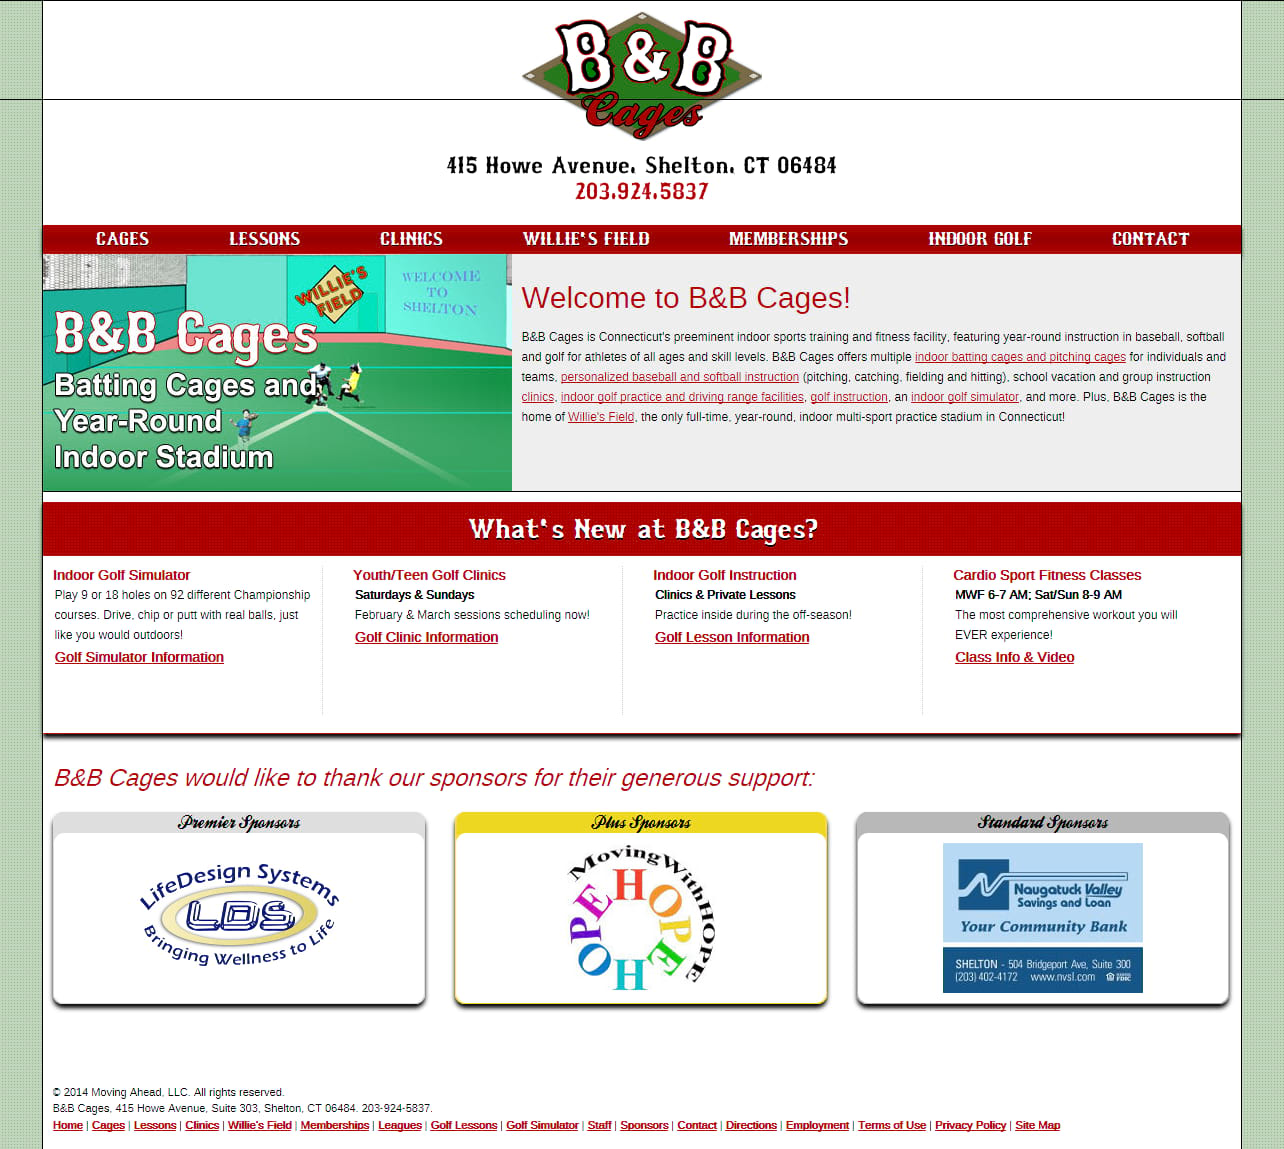 B&B
Cages
415 Howe Avenue, Shelton, CT 06484
203.924.5837
CAGES LESSONS CLINICS WILLIE'S FIELD MEMBERSHIPS INDOOR GOLF CONTACT
WILLIE'S
FIELD
WELCOME
TO
SHELTON
B&B Cages
Batting Cages and
Year-Round
Indoor Stadium
Welcome to B&B Cages!
B&B Cages is Connecticut's preeminent indoor sports training and fitness facility, featuring year-round instruction in baseball, softball
and golf for athletes of all ages and skill levels. B&B Cages offers multiple indoor batting cages and pitching cages for individuals and
teams, personalized baseball and softball instruction (pitching, catching, fielding and hitting), school vacation and group instruction
clinics, indoor golf practice and driving range facilities, golf instruction, an indoor golf simulator, and more. Plus, B&B Cages is the
home of Willie's Field, the only full-time, year-round, indoor multi-sport practice stadium in Connecticut!
What's New at B&B Cages?
Indoor Golf Simulator
Play 9 or 18 holes on 92 different Championship
courses. Drive, chip or putt with real balls, just
like you would outdoors!
Golf Simulator Information
Youth/Teen Golf Clinics
Saturdays & Sundays
February & March sessions scheduling now!
Golf Clinic Information
Indoor Golf Instruction
Clinics & Private Lessons
Practice inside during the off-season!
Golf Lesson Information
Cardio Sport Fitness Classes
MWF 6-7 AM; Sat/Sun 8-9 AM
The most comprehensive workout you will
EVER experience!
Class Info & Video
B&B Cages would like to thank our sponsors for their generous support:
Premier Sponsors
LifeDesign Systems
LDS
Bringing Wellness to Life
Plus Sponsors
MovingWithHOPE
HOPE
HOPE
Standard Sponsors
Naugatuck Valley
Savings and Loan
Your Community Bank
SHELTON - 504 Bridgeport Ave, Suite 300
(203) 402-4172 www.nvsl.com FDIC
© 2014 Moving Ahead, LLC. All rights reserved.
B&B Cages, 415 Howe Avenue, Suite 303, Shelton, CT 06484. 203-924-5837.
Home | Cages | Lessons | Clinics | Willie's Field | Memberships | Leagues | Golf Lessons | Golf Simulator | Staff | Sponsors | Contact | Directions | Employment | Terms of Use | Privacy Policy | Site Map